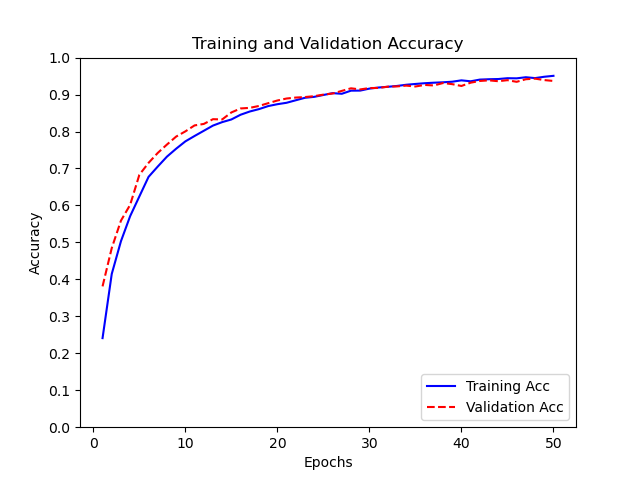 Training and Validation Accuracy
Accuracy
1.0
0.9
0.8
0.7
0.6
0.5
0.4
0.3
0.2
0.1
0.0
0 10 20 30 40 50
Epochs
Training Acc
Validation Acc